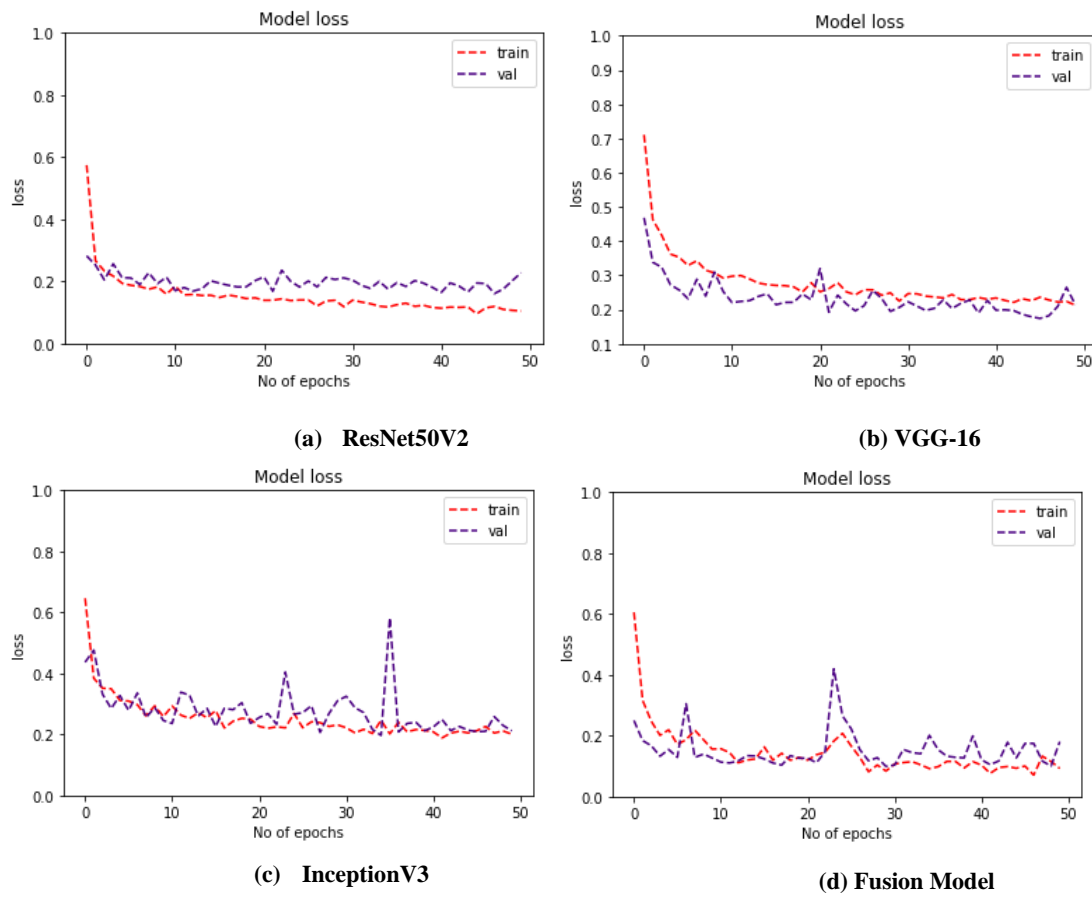 Model loss
1.0
0.8
0.6
0.4
0.2
0.0
loss
train
val
0 10 20 30 40 50
No of epochs
(a) ResNet50V2
Model loss
1.0
0.9
0.8
0.7
0.6
0.5
0.4
0.3
0.2
0.1
loss
train
val
0 10 20 30 40 50
No of epochs
(b) VGG-16
Model loss
1.0
0.8
0.6
0.4
0.2
0.0
loss
train
val
0 10 20 30 40 50
No of epochs
(c) InceptionV3
Model loss
1.0
0.8
0.6
0.4
0.2
0.0
loss
train
val
0 10 20 30 40 50
No of epochs
(d) Fusion Model